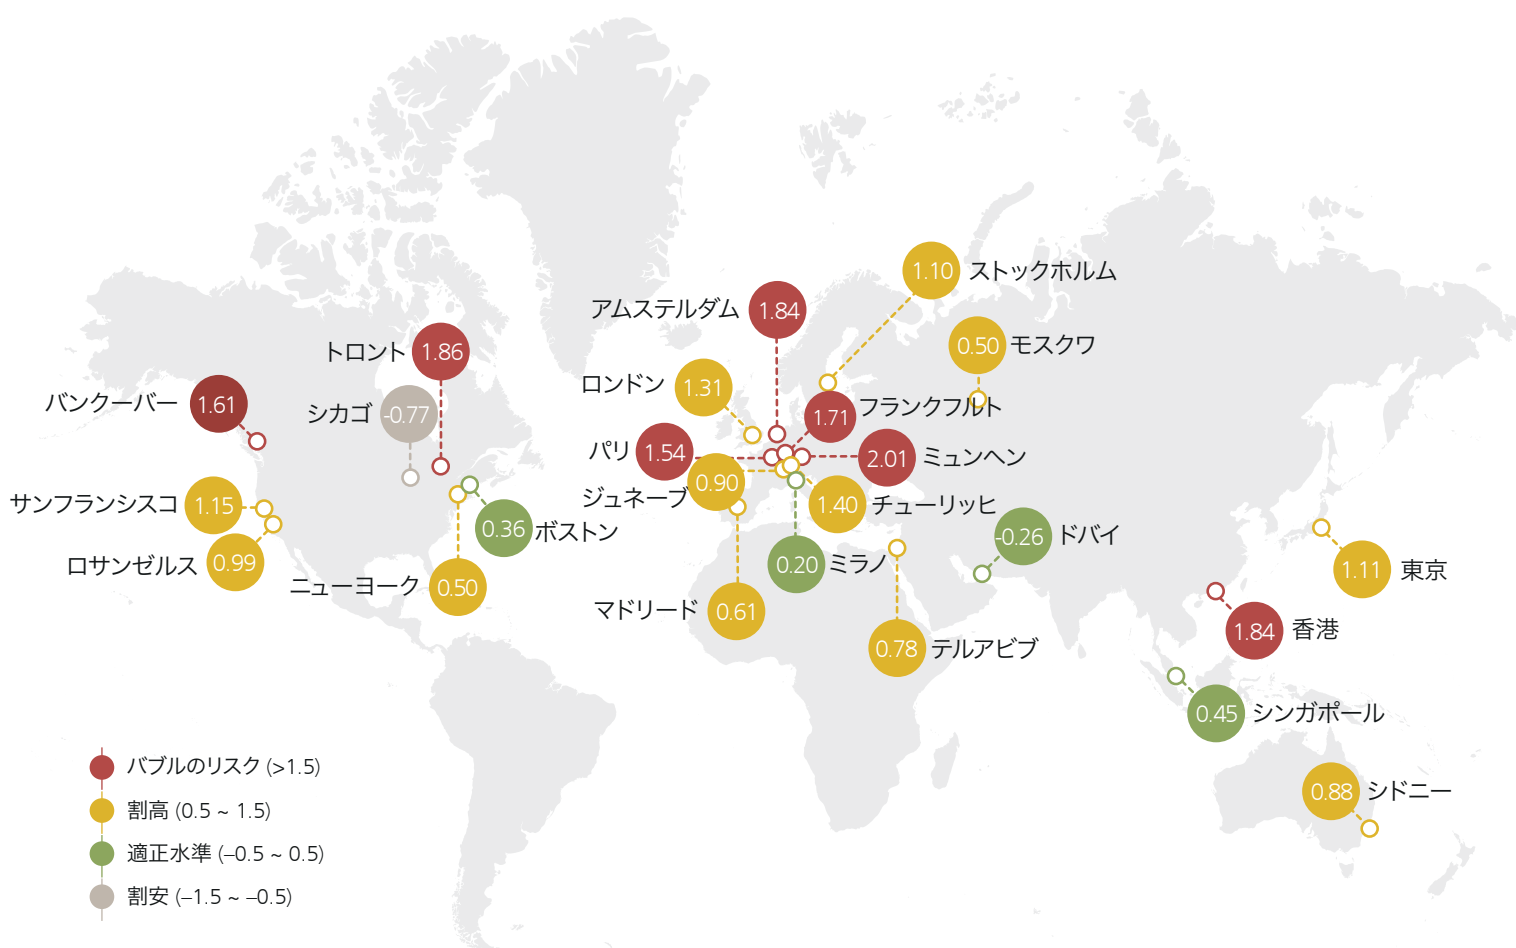 1.10 ストックホルム
アムステルダム 1.84
0.50 モスクワ
トロント 1.86
ロンドン 1.31
バンクーバー 1.61
シカゴ -0.77
1.71 フランクフルト
パリ 1.54
2.01 ミュンヘン
ジュネーブ 0.90
サンフランシスコ 1.15
1.40 チューリッヒ
0.36 ボストン
-0.26 ドバイ
ロサンゼルス 0.99
0.20 ミラノ
1.11 東京
ニューヨーク 0.50
マドリード 0.61
1.84 香港
0.78 テルアビブ
0.45 シンガポール
0.88 シドニー
バブルのリスク (>1.5)
割高 (0.5 ~ 1.5)
適正水準 (–0.5 ~ 0.5)
割安 (–1.5 ~ –0.5)